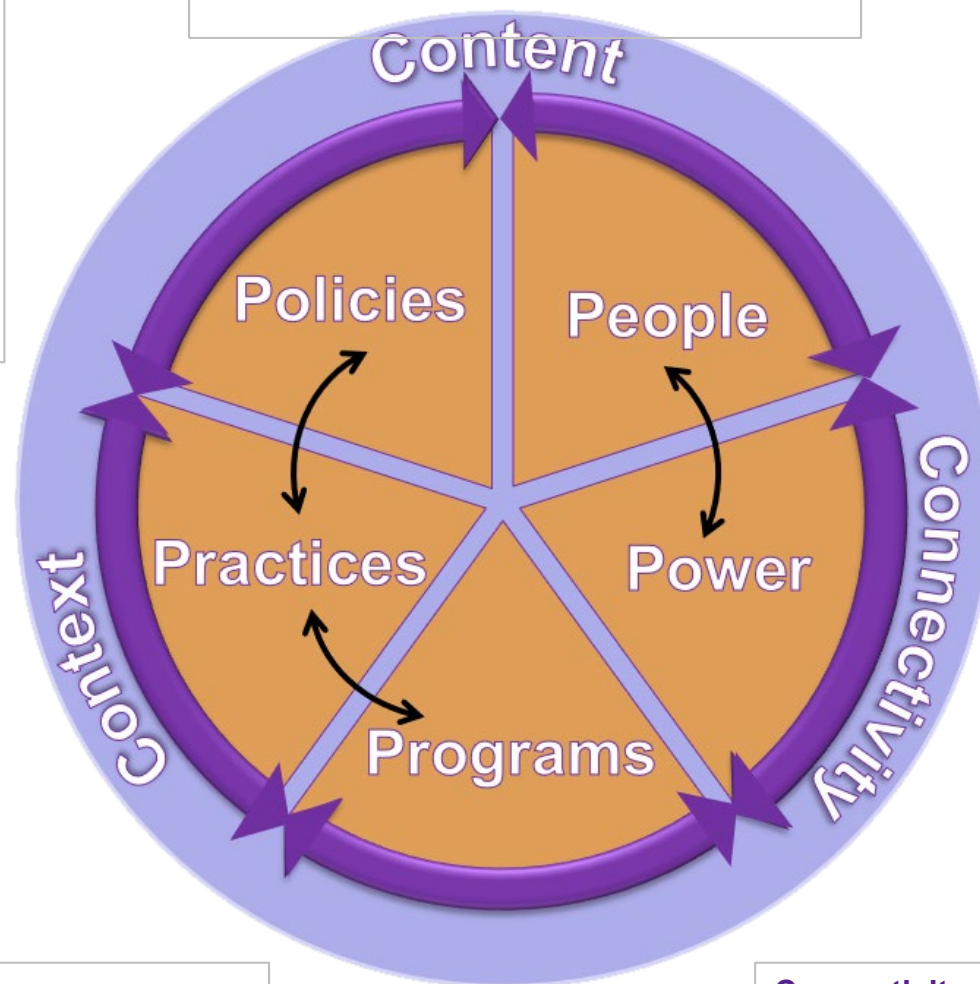 Content
Policies
People
Practices
Power
Programs
Context
Connectivity